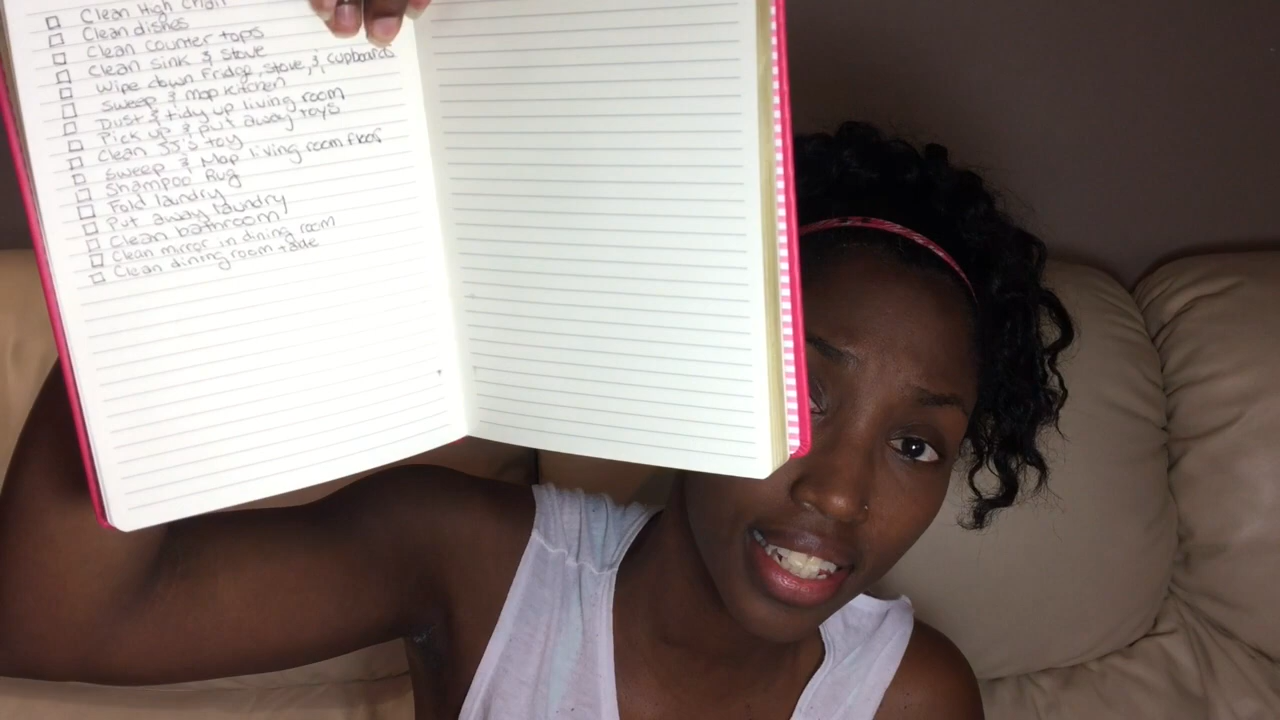 Clean High Chair
Clean dishes
Clean counter tops
Clean sink & stove
Wipe down Fridge, stove, & cupboards
Sweep & Mop kitchen
Dust & tidy up living room
Pick up & put away toys
Clean JJ's toy
Sweep & Mop living room floor
Shampoo Rug
Fold laundry
Put away laundry
Clean bathroom
Clean mirror in dining room
Clean dining room table